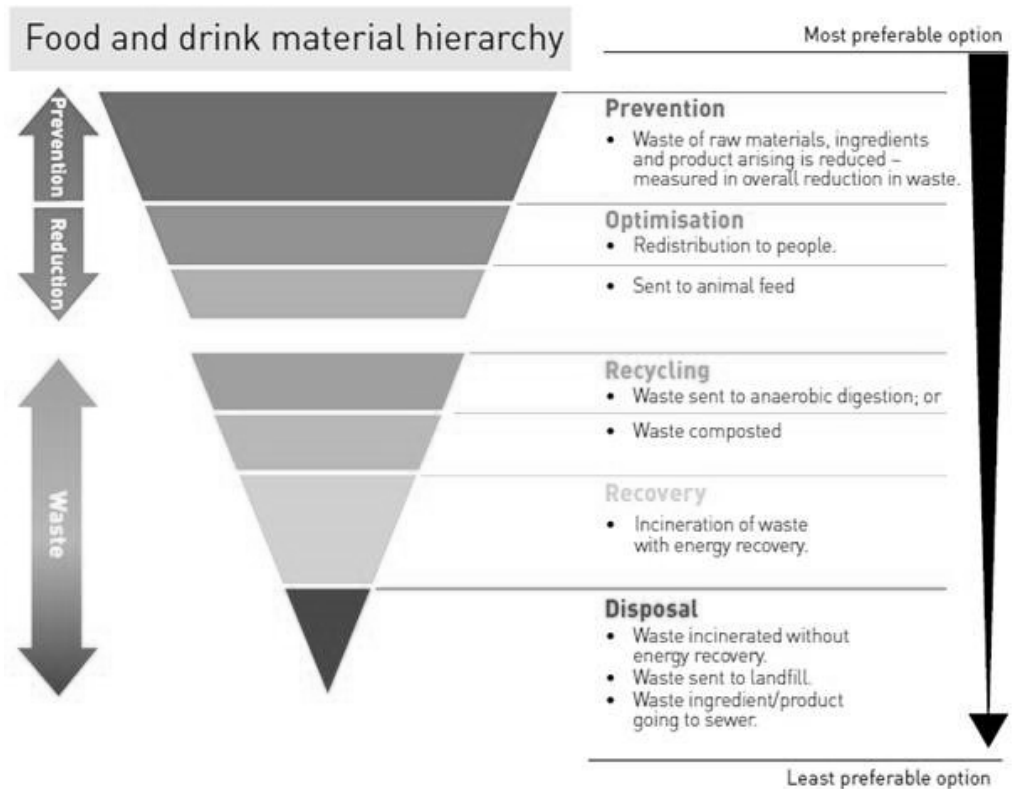 Food and drink material hierarchy
Most preferable option
Prevention
Reduction
Waste
Prevention
• Waste of raw materials, ingredients
and product arising is reduced –
measured in overall reduction in waste.
Optimisation
• Redistribution to people.
• Sent to animal feed
Recycling
• Waste sent to anaerobic digestion; or
• Waste composted
Recovery
• Incineration of waste
with energy recovery.
Disposal
• Waste incinerated without
energy recovery.
• Waste sent to landfill.
• Waste ingredient/product
going to sewer.
Least preferable option